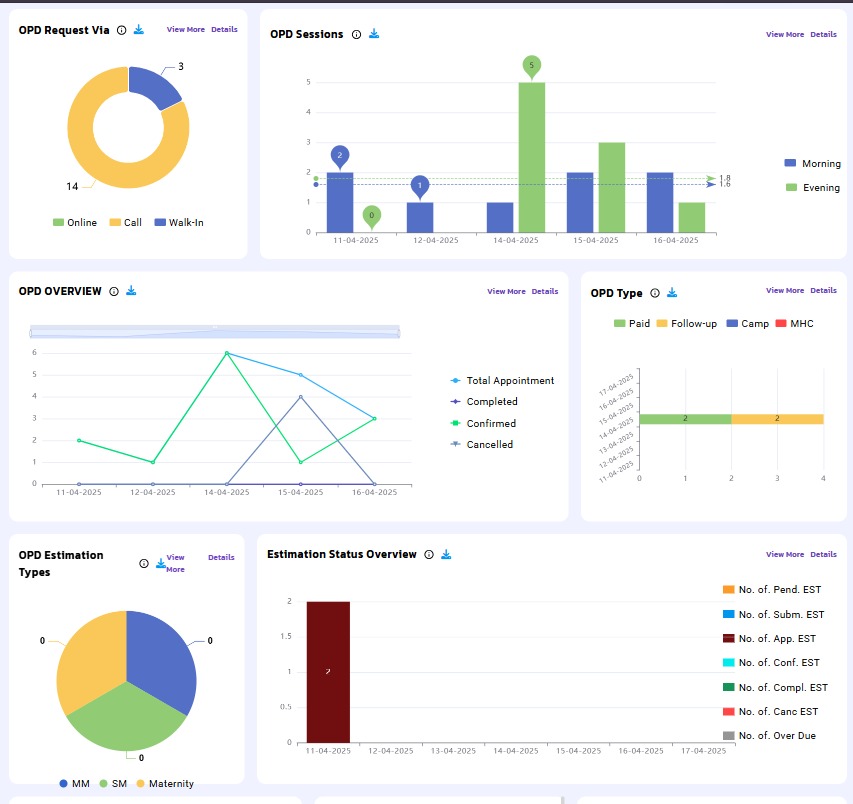 OPD Request Via View More Details
3
14
Online Call Walk-In
OPD Sessions View More Details
5
4
3
2
1
0
2
0
1
5
1.8
1.6
11-04-2025 12-04-2025 14-04-2025 15-04-2025 16-04-2025
Morning
Evening
OPD OVERVIEW View More Details
6
5
4
3
2
1
0
11-04-2025 12-04-2025 14-04-2025 15-04-2025 16-04-2025
Total Appointment
Completed
Confirmed
Cancelled
OPD Type View More Details
Paid Follow-up Camp MHC
17-04-2025
16-04-2025
15-04-2025
14-04-2025
13-04-2025
12-04-2025
11-04-2025
2 2
0 1 2 3 4
OPD Estimation
Types
View
More
Details
0 0
0
MM SM Maternity
Estimation Status Overview View More Details
2
1.5
1
0.5
0
2
11-04-2025 12-04-2025 13-04-2025 14-04-2025 15-04-2025 16-04-2025 17-04-2025
No. of. Pend. EST
No. of. Subm. EST
No. of. App. EST
No. of. Conf. EST
No. of. Compl. EST
No. of. Canc EST
No. of. Over Due